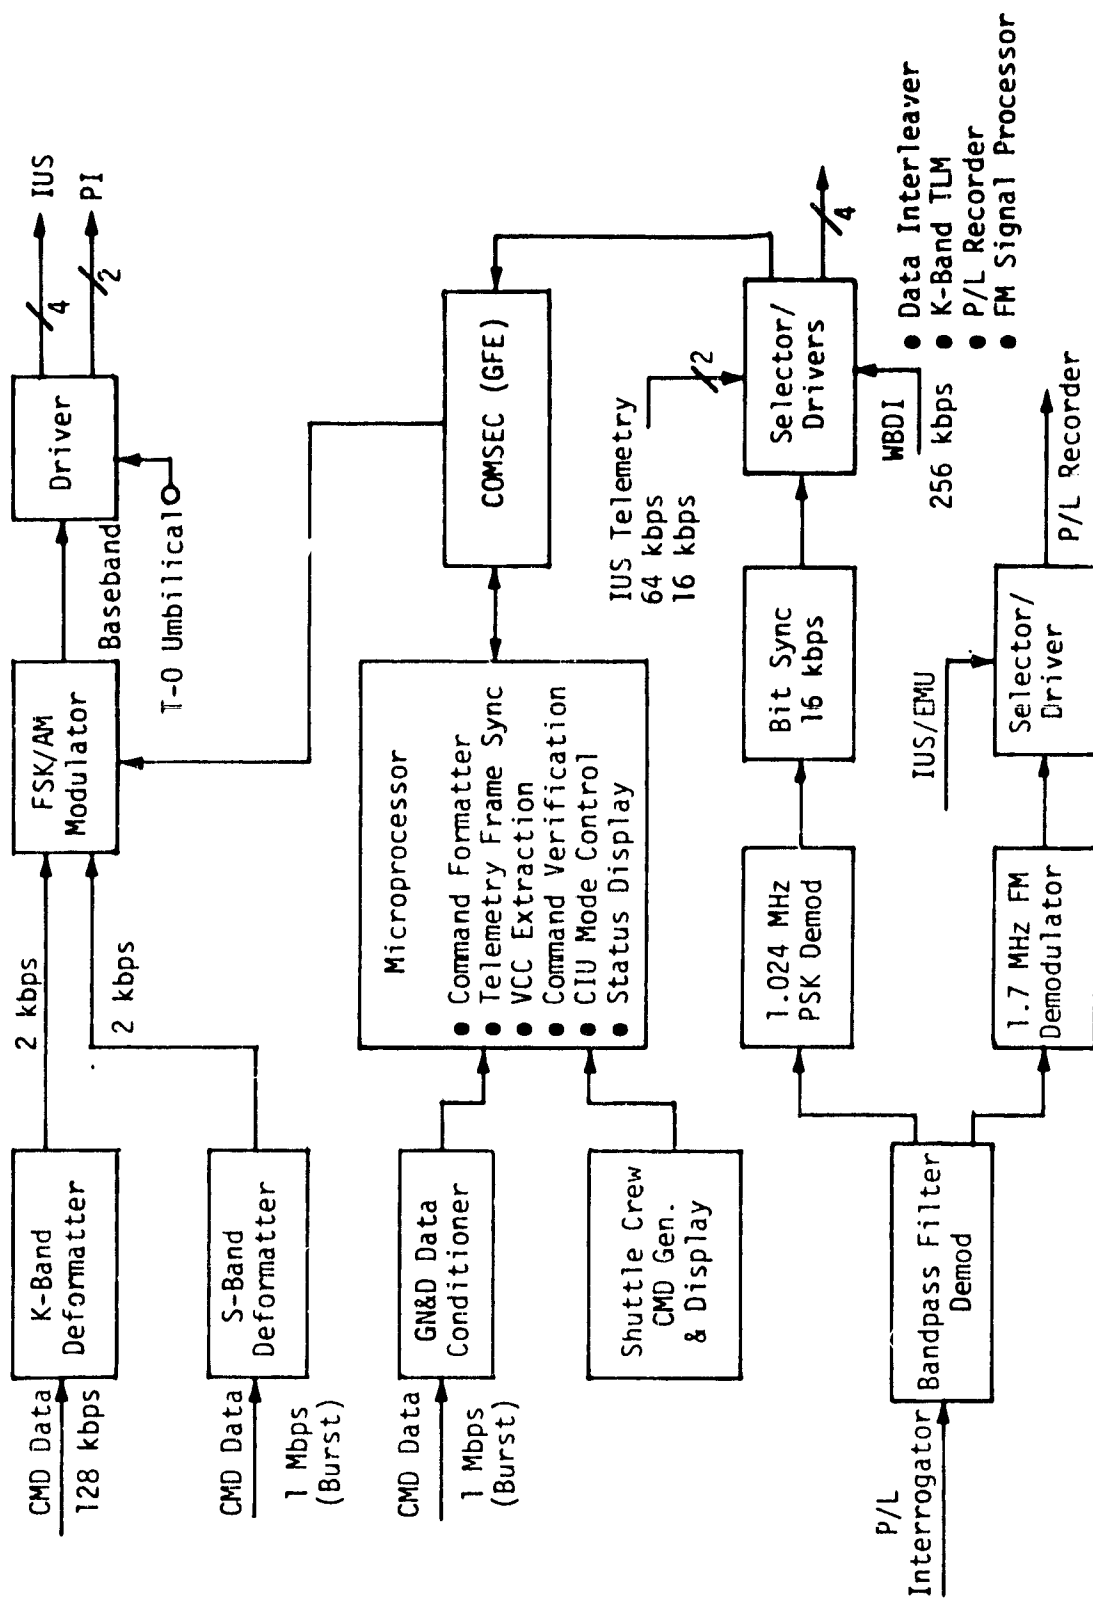 CMD Data
128 kbps
K-Band
Deformatter
2 kbps
FSK/AM
Modulator
Baseband
Driver
4
IUS
2
PI
T-0 Umbilical
CMD Data
1 Mbps
(Burst)
S-Band
Deformatter
2 kbps
CMD Data
1 Mbps
(Burst)
GN&D Data
Conditioner
Shuttle Crew
CMD Gen.
& Display
Microprocessor
● Command Formatter
● Telemetry Frame Sync
● VCC Extraction
● Command Verification
● CIU Mode Control
● Status Display
COMSEC (GFE)
IUS Telemetry
64 kbps
16 kbps
2
P/L
Interrogator
Bandpass Filter
Demod
1.024 MHz
PSK Demod
Bit Sync
16 kbps
Selector/
Drivers
4
WBDI
256 kbps
● Data Interleaver
● K-Band TLM
● P/L Recorder
● FM Signal Processor
1.7 MHz FM
Demodulator
IUS/EMU
Selector/
Driver
P/L Recorder